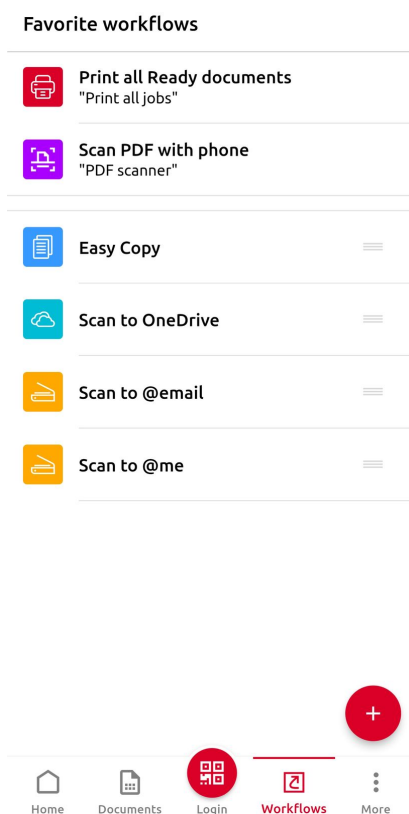 Favorite workflows
Print all Ready documents
"Print all jobs"
Scan PDF with phone
"PDF scanner"
Easy Copy
Scan to OneDrive
Scan to @email
Scan to @me
Home
Documents
Login
Workflows
More